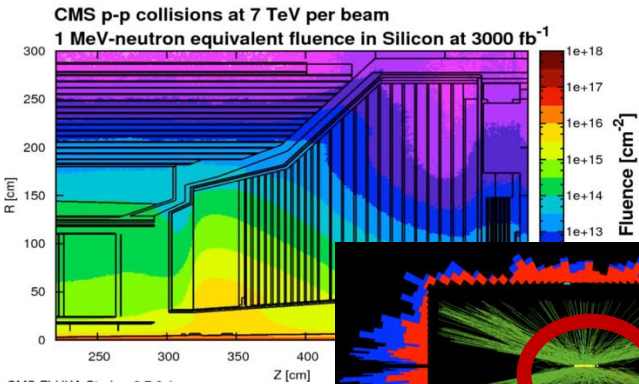 CMS p-p collisions at 7 TeV per beam
1 MeV-neutron equivalent fluence in Silicon at 3000 fb⁻¹
300
250
200
150
100
50
0
R [cm]
250
300
350
400
Z [cm]
1e+18
1e+17
1e+16
1e+15
1e+14
1e+13
Fluence [cm⁻²]